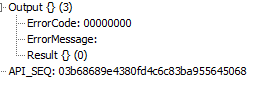 Output {} (3)
ErrorCode: 00000000
ErrorMessage:
Result {} (0)
API_SEQ: 03b68689e4380fd4c6c83ba955645068